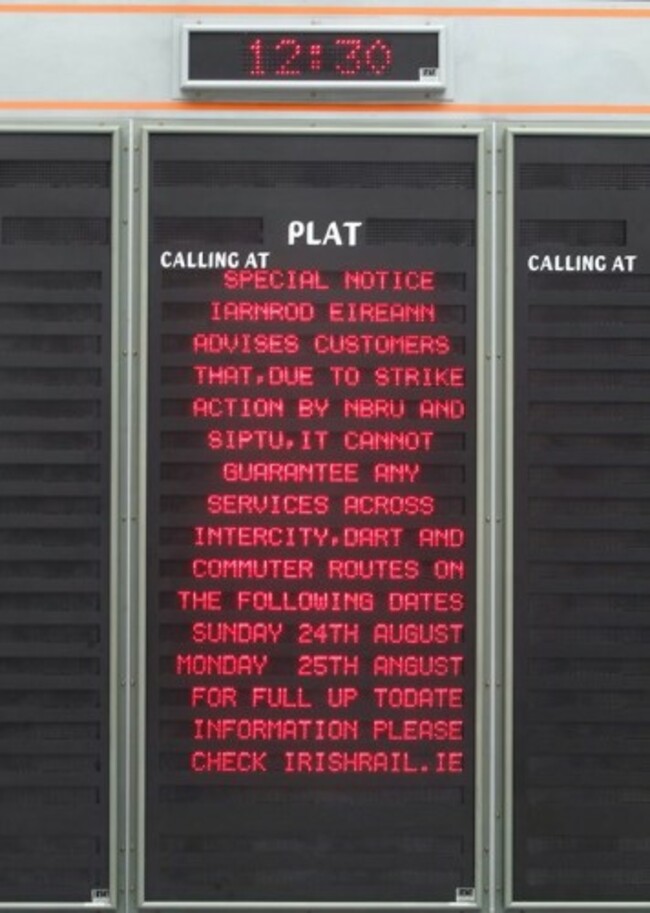 12:30
PLAT
CALLING AT
CALLING AT
SPECIAL NOTICE
IARNROD EIREANN
ADVISES CUSTOMERS
THAT,DUE TO STRIKE
ACTION BY NBRU AND
SIPTU,IT CANNOT
GUARANTEE ANY
SERVICES ACROSS
INTERCITY,DART AND
COMMUTER ROUTES ON
THE FOLLOWING DATES
SUNDAY 24TH AUGUST
MONDAY 25TH ANGUST
FOR FULL UP TODATE
INFORMATION PLEASE
CHECK IRISHRAIL.IE